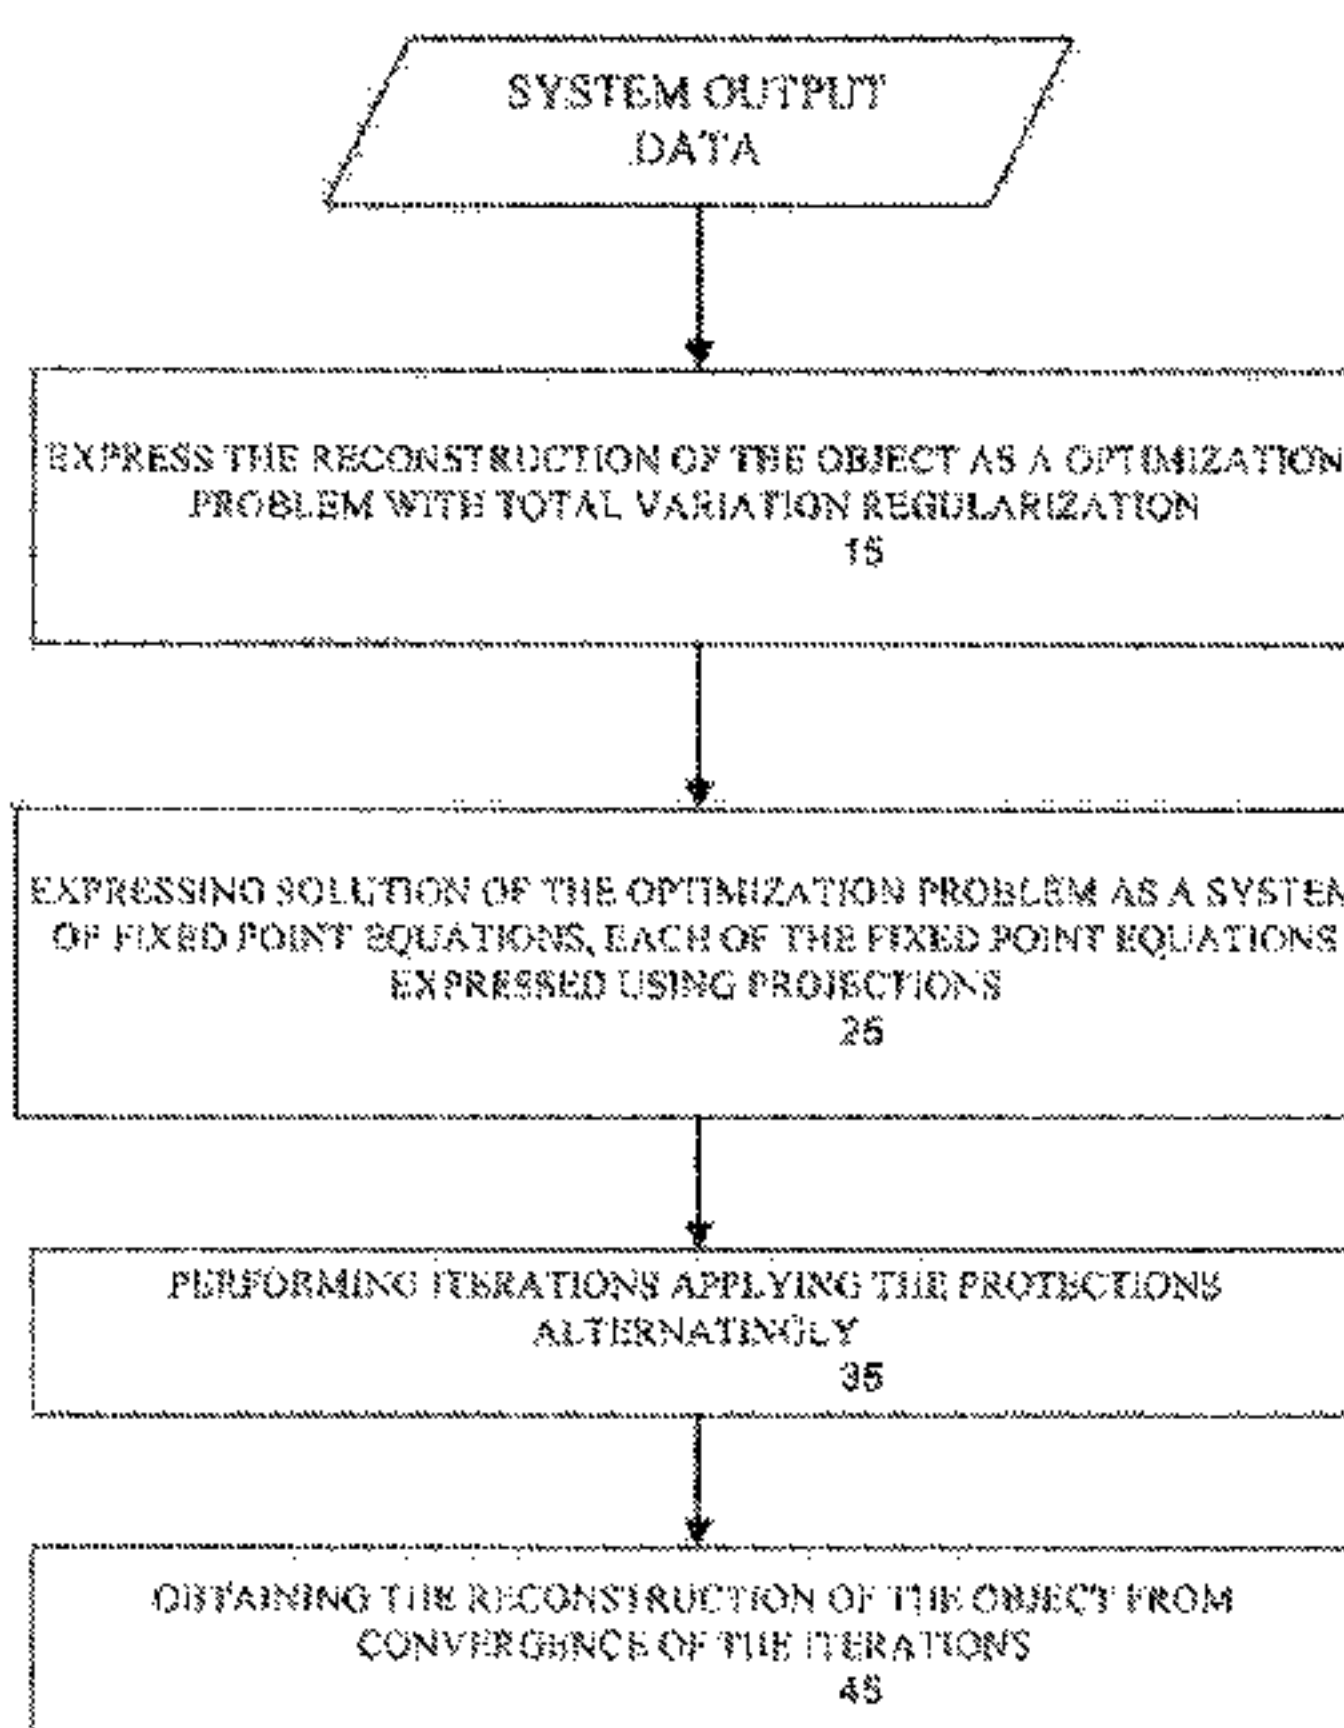 SYSTEM OUTPUT
DATA
EXPRESS THE RECONSTRUCTION OF THE OBJECT AS A OPTIMIZATION
PROBLEM WITH TOTAL VARIATION REGULARIZATION
15
EXPRESSING SOLUTION OF THE OPTIMIZATION PROBLEM AS A SYSTEM
OF FIXED POINT EQUATIONS, EACH OF THE FIXED POINT EQUATIONS
EXPRESSED USING PROJECTIONS
25
PERFORMING ITERATIONS APPLYING THE PROTECTIONS
ALTERNATINGLY
35
OBTAINING THE RECONSTRUCTION OF THE OBJECT FROM
CONVERGENCE OF THE ITERATIONS
45